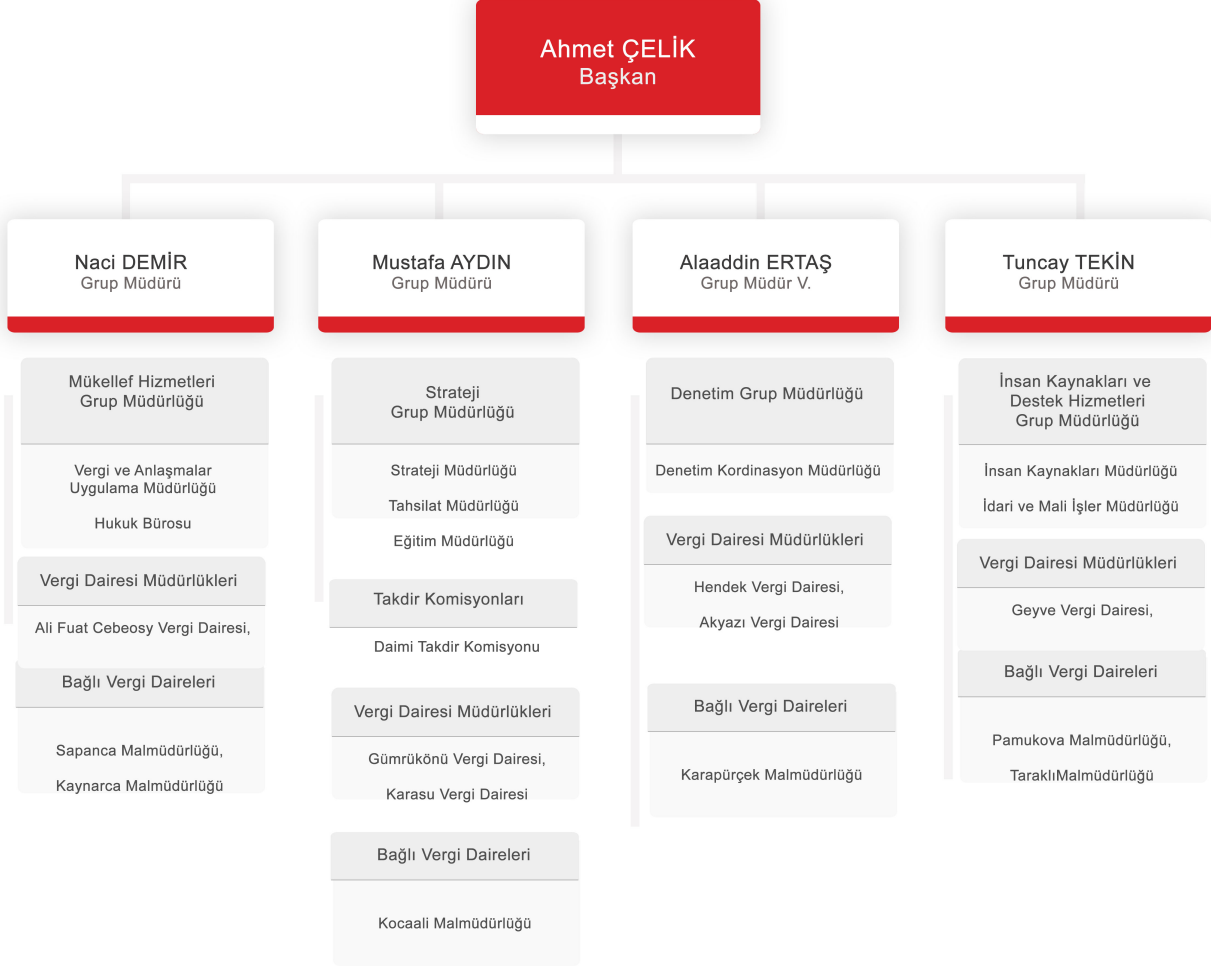 Ahmet ÇELİK
Başkan
Naci DEMİR
Grup Müdürü
Mükellef Hizmetleri
Grup Müdürlüğü
Vergi ve Anlaşmalar
Uygulama Müdürlüğü
Hukuk Bürosu
Vergi Dairesi Müdürlükleri
Ali Fuat Cebeosy Vergi Dairesi,
Bağlı Vergi Daireleri
Sapanca Malmüdürlüğü,
Kaynarca Malmüdürlüğü
Mustafa AYDIN
Grup Müdürü
Strateji
Grup Müdürlüğü
Strateji Müdürlüğü
Tahsilat Müdürlüğü
Eğitim Müdürlüğü
Takdir Komisyonları
Daimi Takdir Komisyonu
Vergi Dairesi Müdürlükleri
Gümrükönü Vergi Dairesi,
Karasu Vergi Dairesi
Bağlı Vergi Daireleri
Kocaali Malmüdürlüğü
Alaaddin ERTAŞ
Grup Müdür V.
Denetim Grup Müdürlüğü
Denetim Kordinasyon Müdürlüğü
Vergi Dairesi Müdürlükleri
Hendek Vergi Dairesi,
Akyazı Vergi Dairesi
Bağlı Vergi Daireleri
Karapürçek Malmüdürlüğü
Tuncay TEKİN
Grup Müdürü
İnsan Kaynakları ve
Destek Hizmetleri
Grup Müdürlüğü
İnsan Kaynakları Müdürlüğü
İdari ve Mali İşler Müdürlüğü
Vergi Dairesi Müdürlükleri
Geyve Vergi Dairesi,
Bağlı Vergi Daireleri
Pamukova Malmüdürlüğü,
TaraklıMalmüdürlüğü